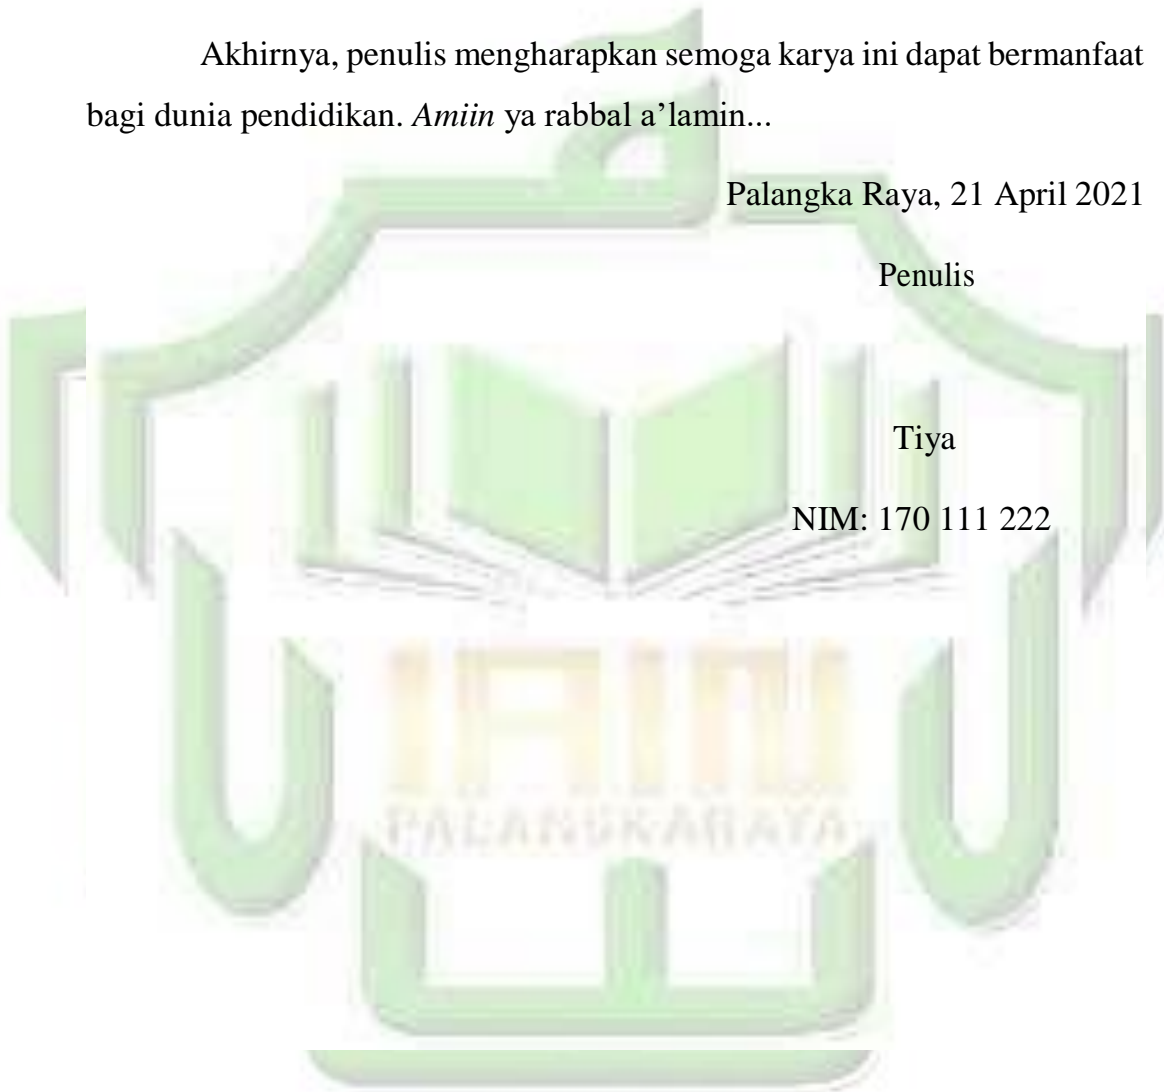 Akhirnya, penulis mengharapkan semoga karya ini dapat bermanfaat
bagi dunia pendidikan. Amiin ya rabbal a’lamin...
Palangka Raya, 21 April 2021
Penulis
Tiya
NIM: 170 111 222
IAIN
PALANGKARAYA